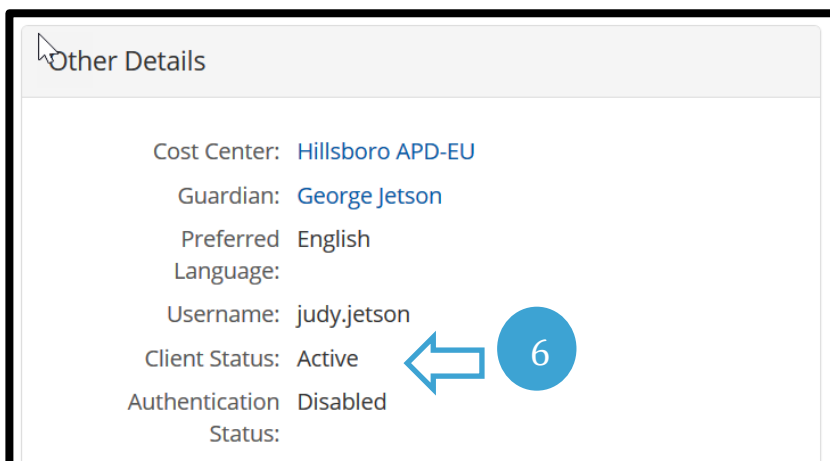 Other Details
Cost Center: Hillsboro APD-EU
Guardian: George Jetson
Preferred English
Language:
Username: judy.jetson
Client Status: Active
6
Authentication Disabled
Status: